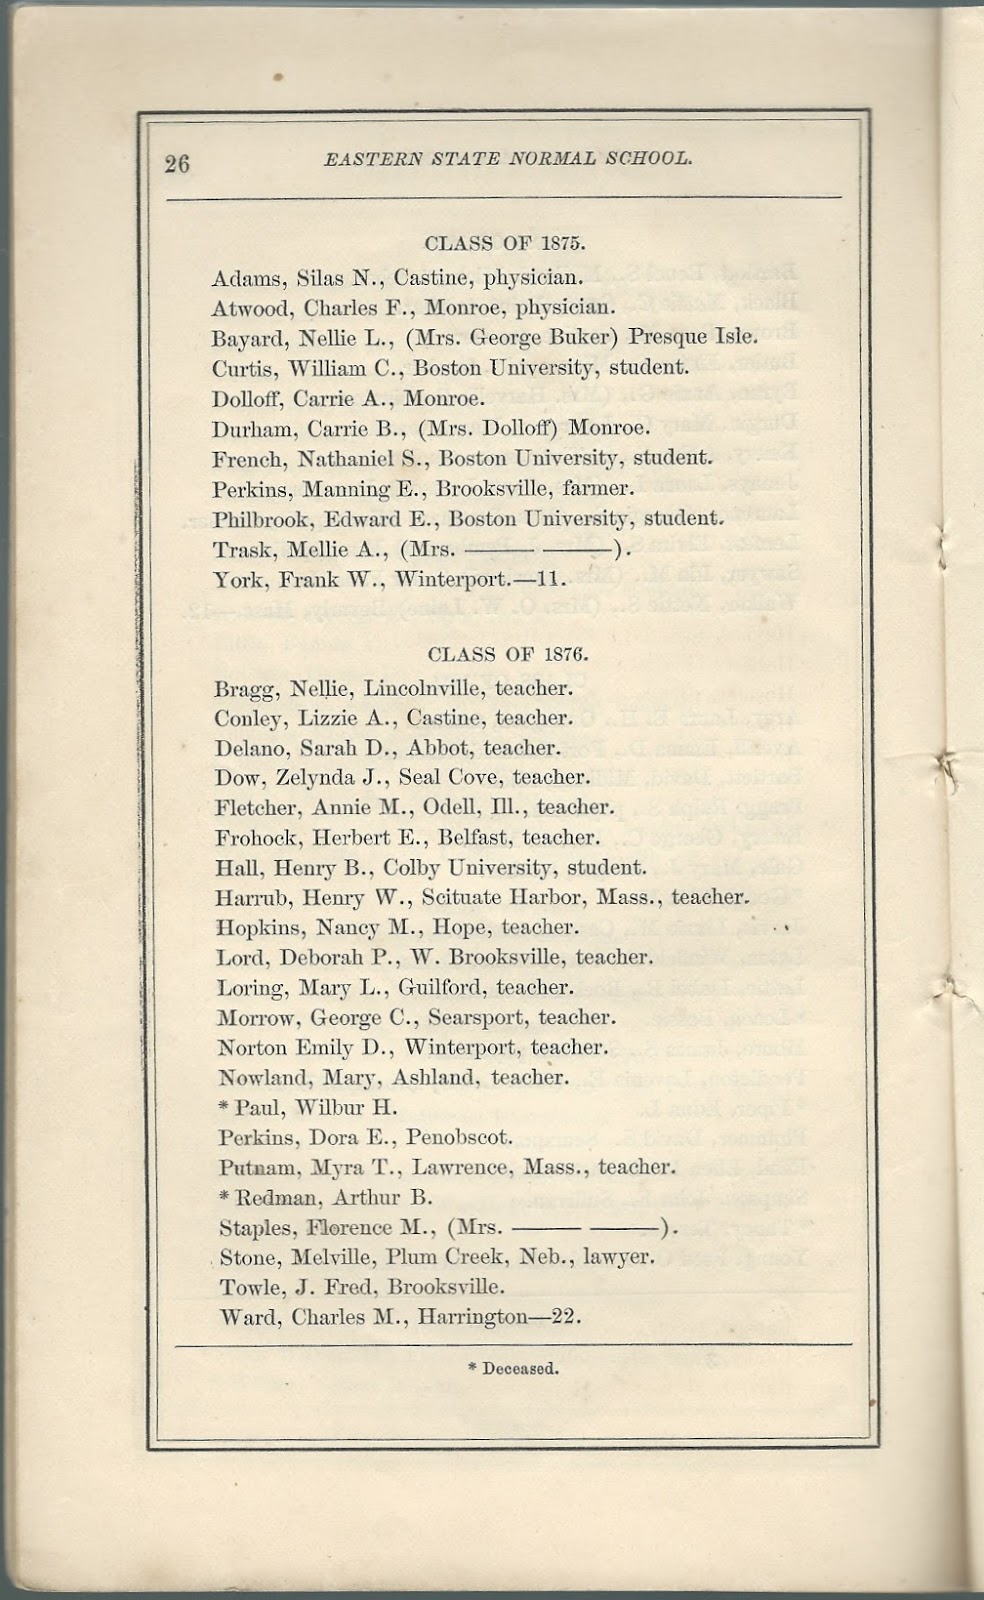 26
EASTERN STATE NORMAL SCHOOL.
CLASS OF 1875.
Adams, Silas N., Castine, physician.
Atwood, Charles F., Monroe, physician.
Bayard, Nellie L., (Mrs. George Buker) Presque Isle.
Curtis, William C., Boston University, student.
Dolloff, Carrie A., Monroe.
Durham, Carrie B., (Mrs. Dolloff) Monroe.
French, Nathaniel S., Boston University, student.
Perkins, Manning E., Brooksville, farmer.
Philbrook, Edward E., Boston University, student.
Trask, Mellie A., (Mrs. ——— ———).
York, Frank W., Winterport.—11.
CLASS OF 1876.
Bragg, Nellie, Lincolnville, teacher.
Conley, Lizzie A., Castine, teacher.
Delano, Sarah D., Abbot, teacher.
Dow, Zelynda J., Seal Cove, teacher.
Fletcher, Annie M., Odell, Ill., teacher.
Frohock, Herbert E., Belfast, teacher.
Hall, Henry B., Colby University, student.
Harrub, Henry W., Scituate Harbor, Mass., teacher.
Hopkins, Nancy M., Hope, teacher.
Lord, Deborah P., W. Brooksville, teacher.
Loring, Mary L., Guilford, teacher.
Morrow, George C., Searsport, teacher.
Norton Emily D., Winterport, teacher.
Nowland, Mary, Ashland, teacher.
* Paul, Wilbur H.
Perkins, Dora E., Penobscot.
Putnam, Myra T., Lawrence, Mass., teacher.
* Redman, Arthur B.
Staples, Florence M., (Mrs. ——— ———).
Stone, Melville, Plum Creek, Neb., lawyer.
Towle, J. Fred, Brooksville.
Ward, Charles M., Harrington—22.
* Deceased.